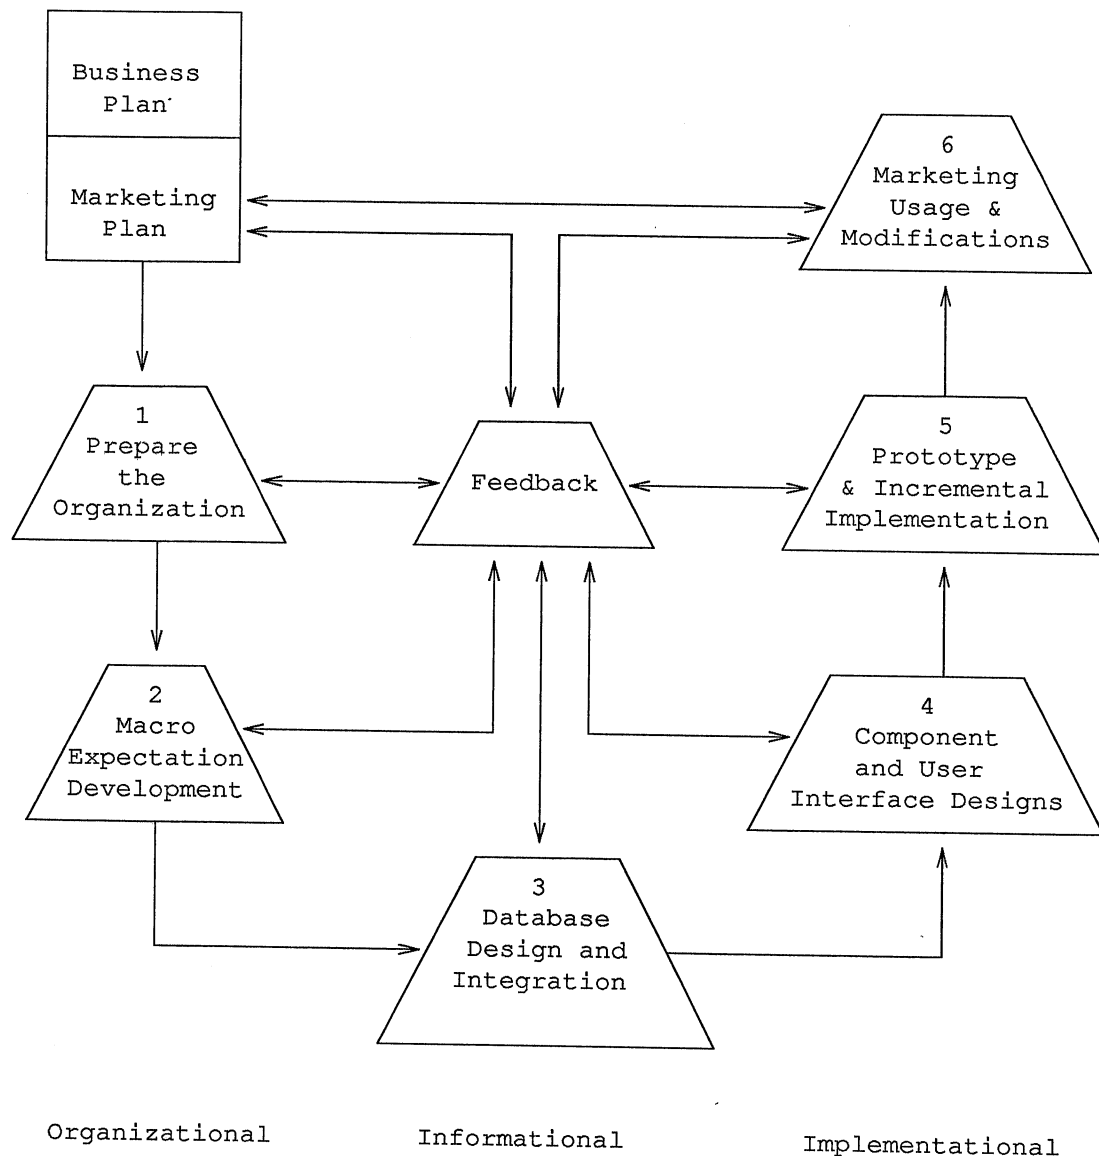 Business
Plan
Marketing
Plan
1
Prepare
the
Organization
2
Macro
Expectation
Development
Feedback
3
Database
Design and
Integration
6
Marketing
Usage &
Modifications
5
Prototype
& Incremental
Implementation
4
Component
and User
Interface Designs
Organizational
Informational
Implementational